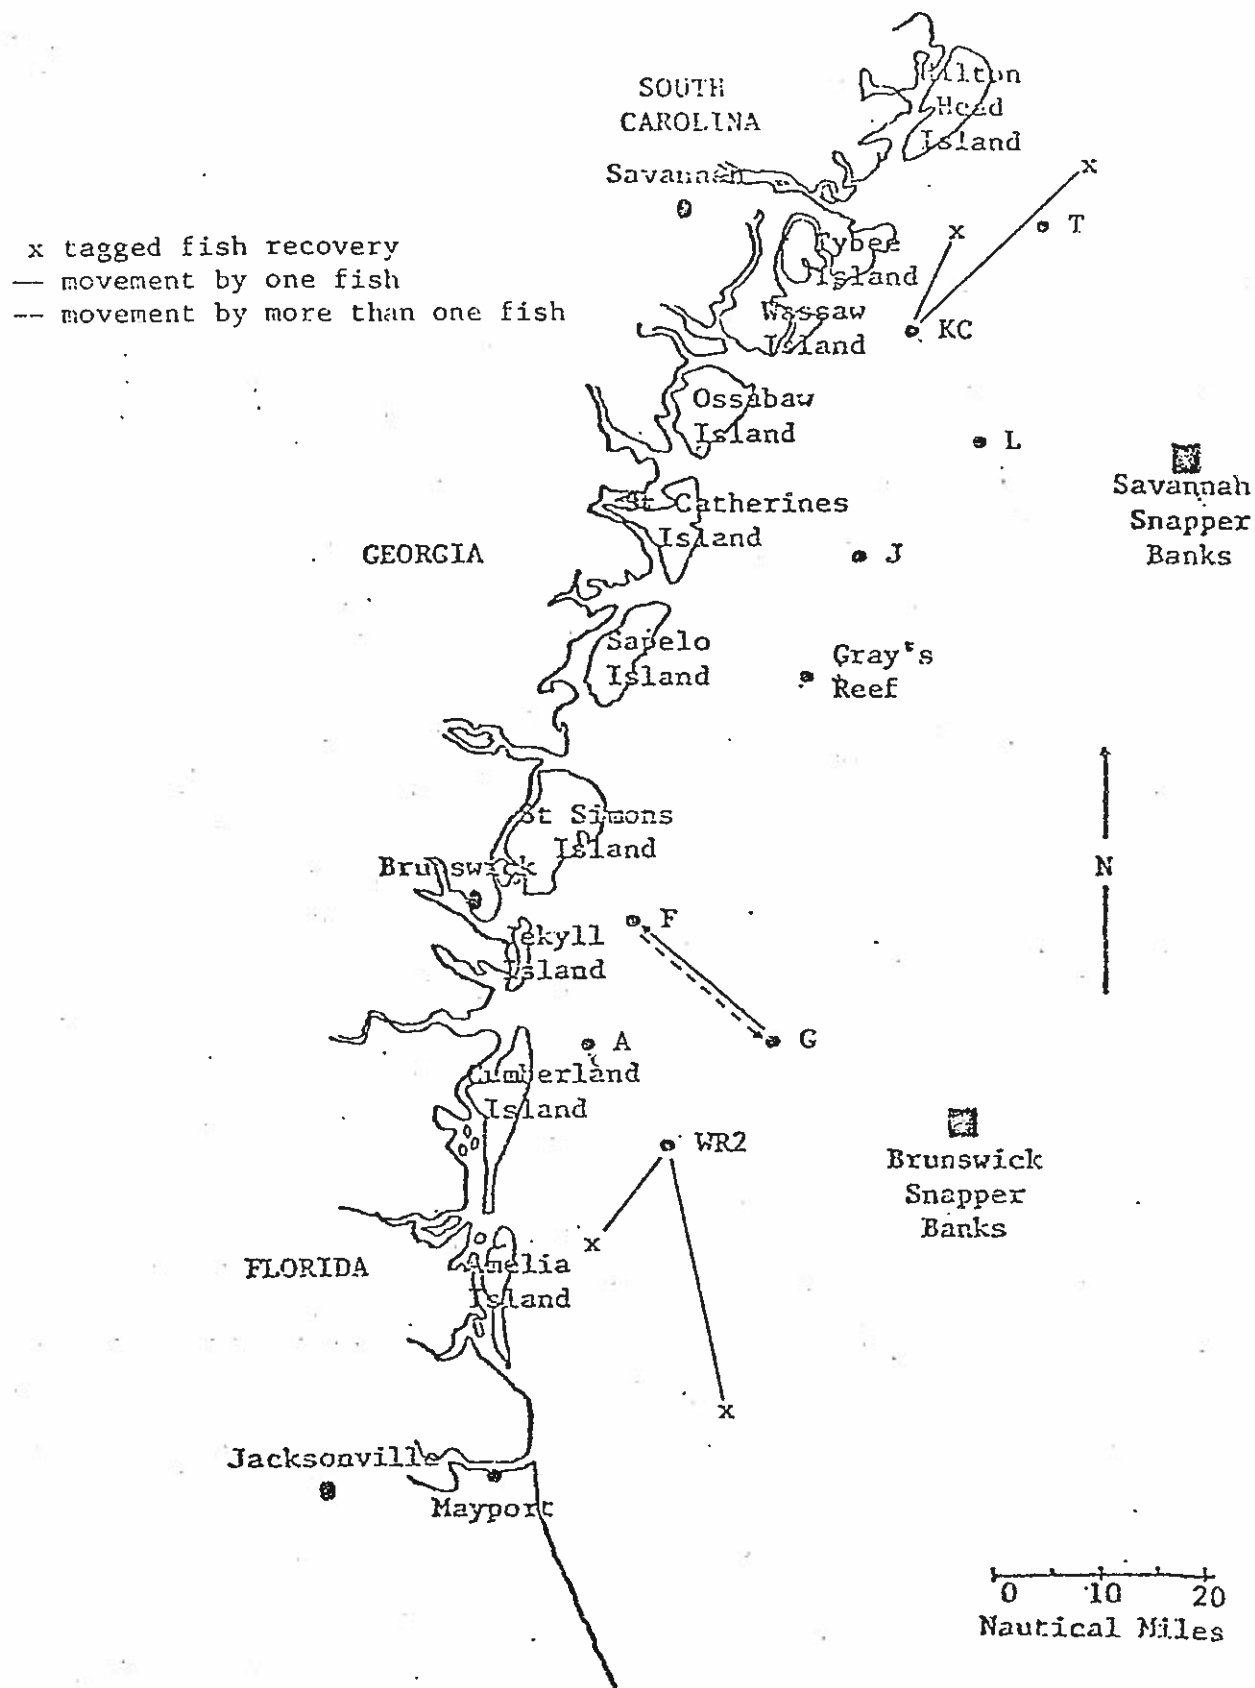 SOUTH
CAROLINA
Hilton
Head
Island
Savannah
x tagged fish recovery
— movement by one fish
-- movement by more than one fish
x
x
T
Tybee
Island
KC
Wassaw
Island
Ossabaw
Island
L
Savannah
Snapper
Banks
St Catherines
Island
GEORGIA
J
Sapelo
Island
Gray's
Reef
St Simons
Island
Brunswick
N
F
Jekyll
Island
A
G
Cumberland
Island
WR2
Brunswick
Snapper
Banks
x
FLORIDA
Amelia
Island
x
Jacksonville
Mayport
0 10 20
Nautical Miles